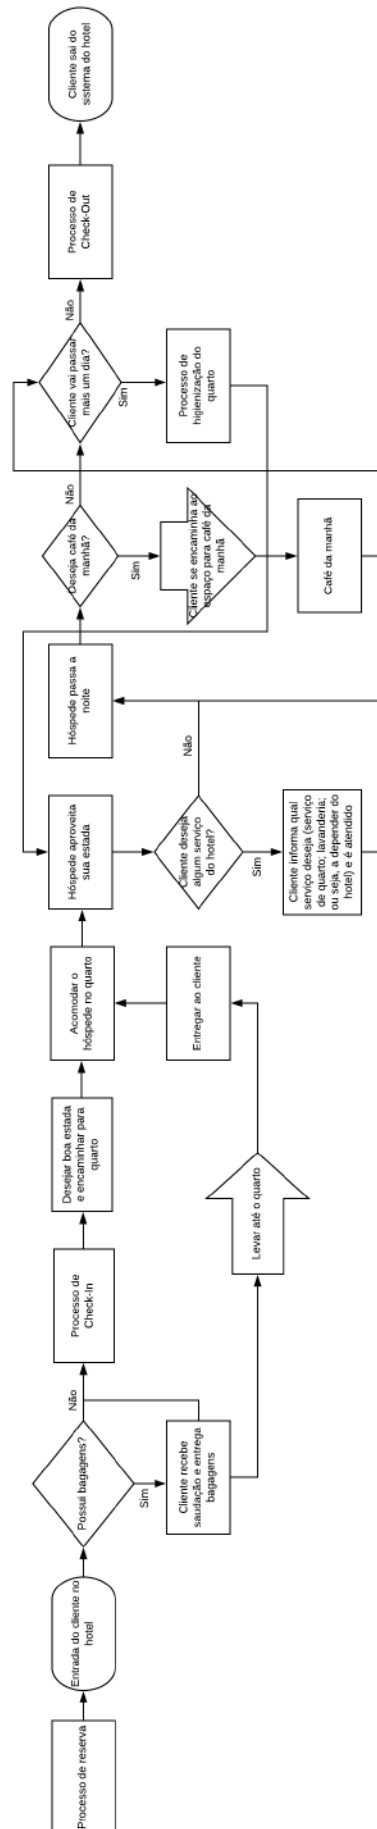 Processo de reserva
Entrada do cliente no
hotel
Possui bagagens?
Não
Sim
Cliente recebe
saudação e entrega
bagagens
Processo de
Check-In
Desejar boa estada
e encaminhar para
quarto
Levar até o quarto
Entregar ao cliente
Acomodar o
hóspede no quarto
Hóspede aproveita
sua estada
Cliente deseja
algum serviço
do hotel?
Não
Sim
Cliente informa qual
serviço deseja (serviço
de quarto; lavanderia;
ou seja, a depender do
hotel) e é atendido
Hóspede passa a
noite
Deseja café da
manhã?
Não
Sim
Cliente se encaminha ao
espaço para café da
manhã
Café da manhã
Cliente vai passar
mais um dia?
Não
Sim
Processo de
higienização do
quarto
Processo de
Check-Out
Cliente sai do
sistema do hotel